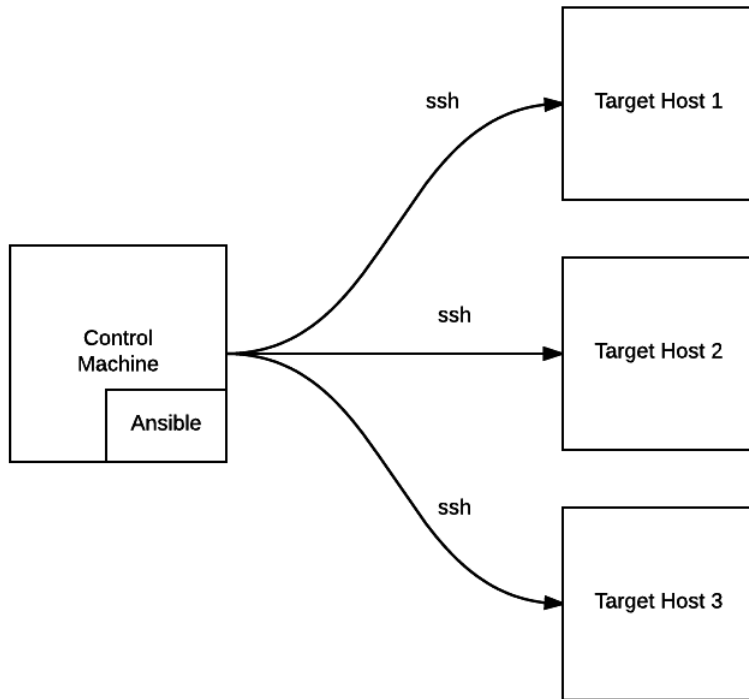 ssh
Target Host 1
Control
Machine
Ansible
ssh
Target Host 2
ssh
Target Host 3